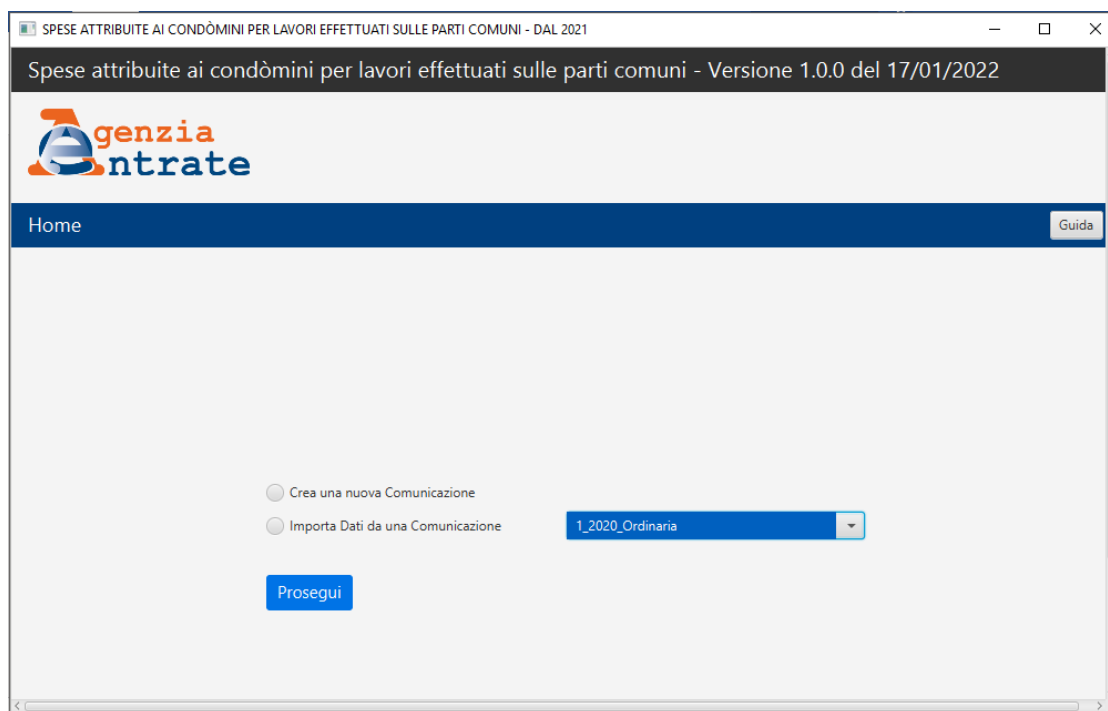 SPESE ATTRIBUITE AI CONDÒMINI PER LAVORI EFFETTUATI SULLE PARTI COMUNI - DAL 2021
Spese attribuite ai condòmini per lavori effettuati sulle parti comuni - Versione 1.0.0 del 17/01/2022
Agenzia
Entrate
Home
Guida
Crea una nuova Comunicazione
Importa Dati da una Comunicazione
1_2020_Ordinaria
Prosegui